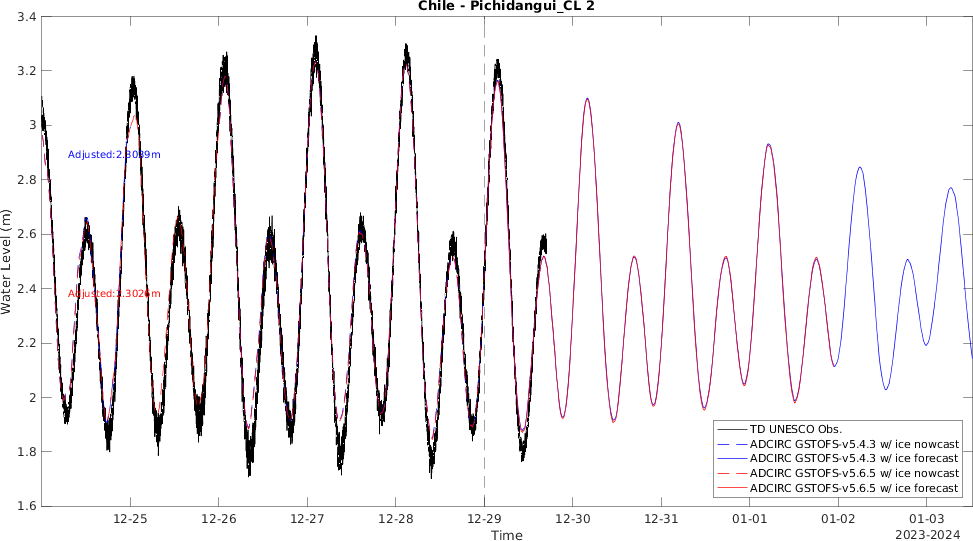 Chile - Pichidangui_CL 2
3.4
3.2
3
2.8
2.6
2.4
2.2
2
1.8
1.6
Water Level (m)
Adjusted:2.3039m
Adjusted:2.3026m
TD UNESCO Obs.
ADCIRC GSTOFS-v5.4.3 w/ ice nowcast
ADCIRC GSTOFS-v5.4.3 w/ ice forecast
ADCIRC GSTOFS-v5.6.5 w/ ice nowcast
ADCIRC GSTOFS-v5.6.5 w/ ice forecast
12-25 12-26 12-27 12-28 12-29 12-30 12-31 01-01 01-02 01-03
Time
2023-2024